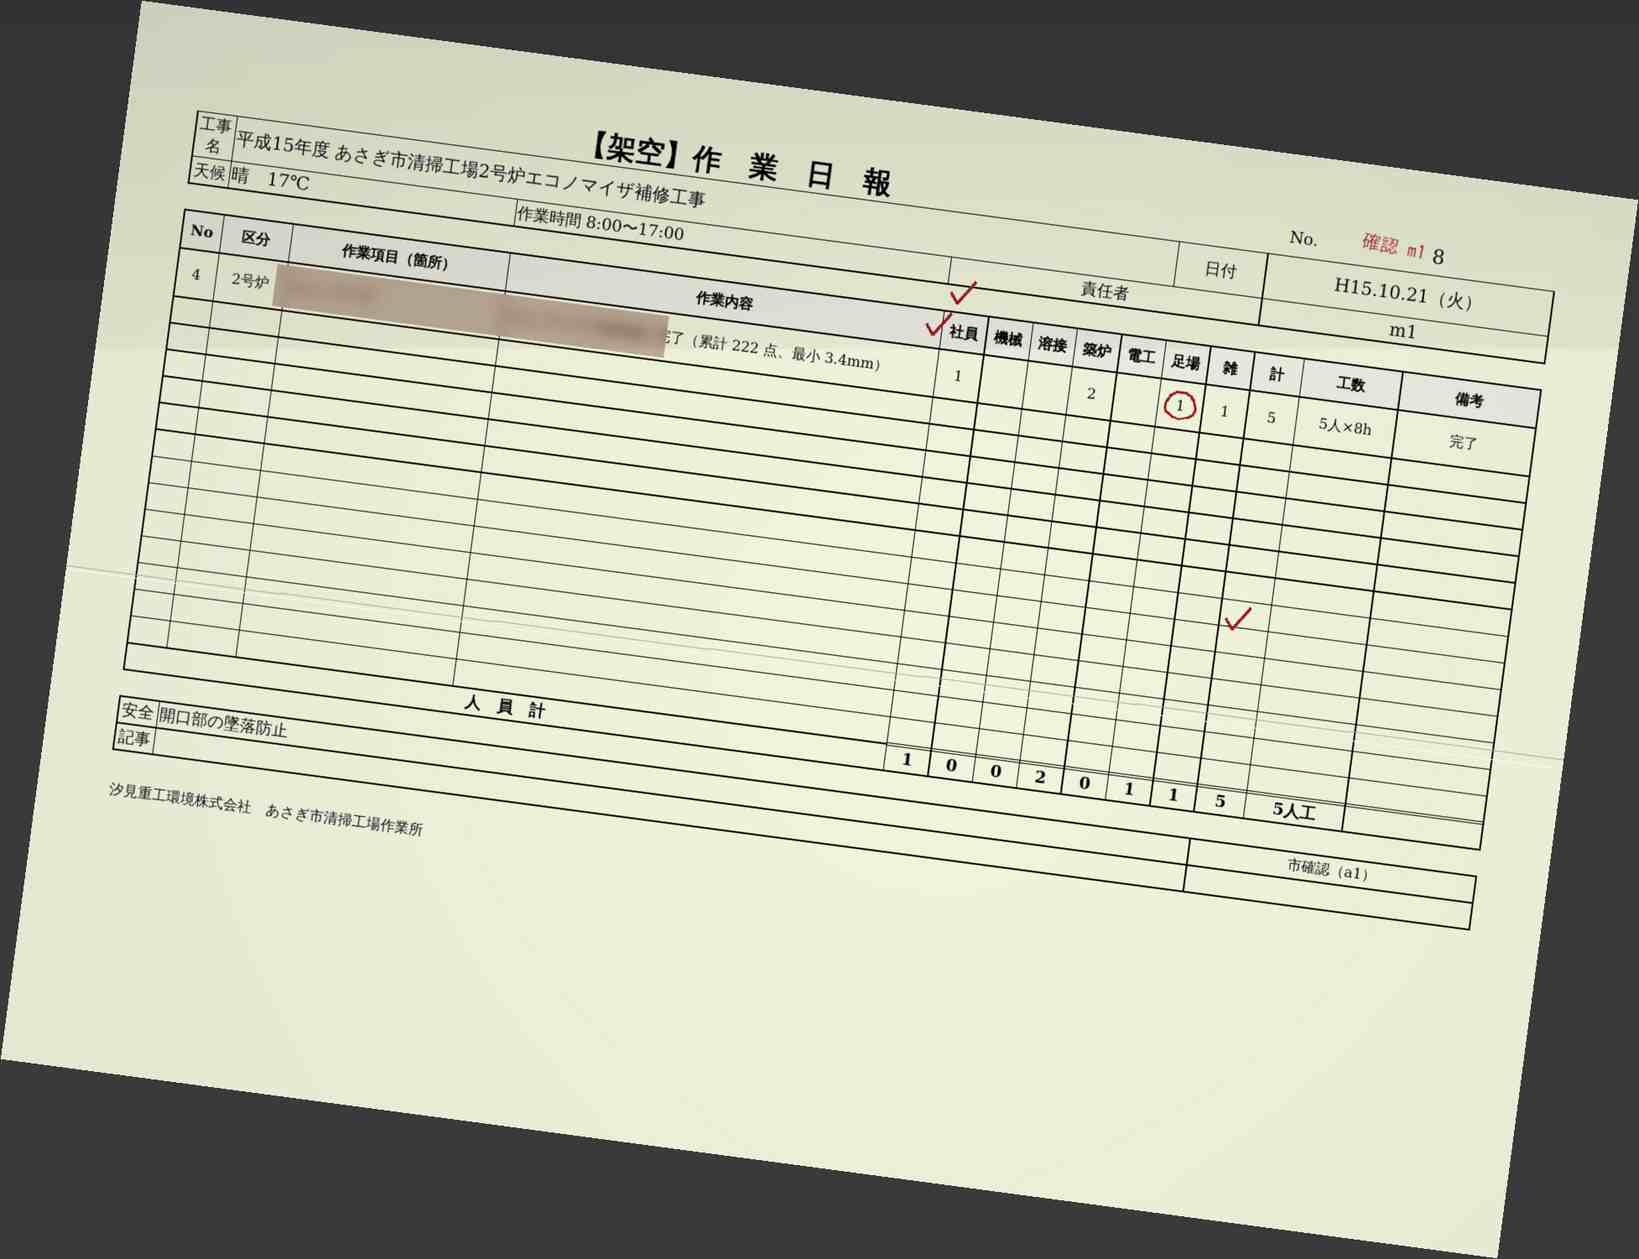 【架空】作 業 日 報
No. 確認 m1 8
工事名 平成15年度 あさぎ市清掃工場2号炉エコノマイザ補修工事 日付 H15.10.21（火）
天候 晴 17℃ 作業時間 8:00〜17:00 責任者 m1
No 区分 作業項目（箇所） 作業内容 社員 機械 溶接 築炉 電工 足場 雑 計 工数 備考
4 2号炉 完了（累計 222 点、最小 3.4mm） 1 2 1 1 5 5人×8h 完了
人 員 計 1 0 0 2 0 1 1 5 5人工
安全 開口部の墜落防止 市確認（a1）
記事
汐見重工環境株式会社 あさぎ市清掃工場作業所